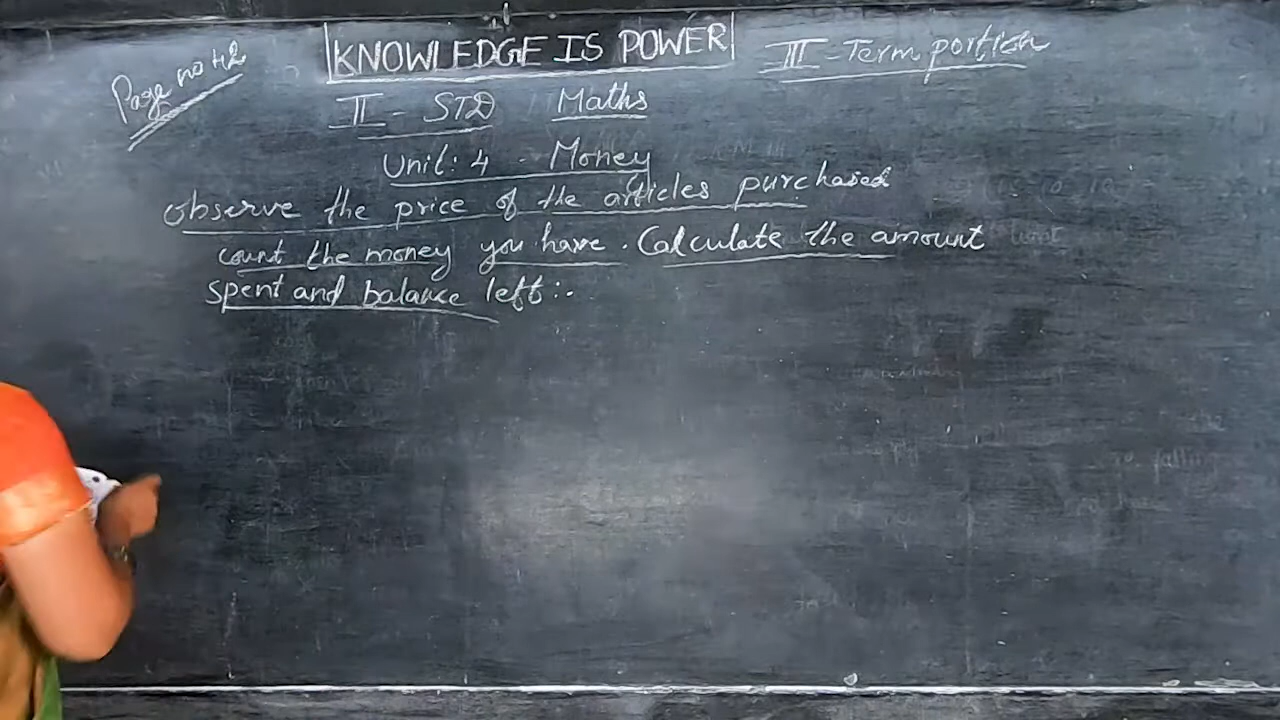 KNOWLEDGE IS POWER
III - Term portion
Page no 42
II - STD Maths
Unit: 4 - Money
Observe the price of the articles purchased
count the money you have. Calculate the amount
spent and balance left:-